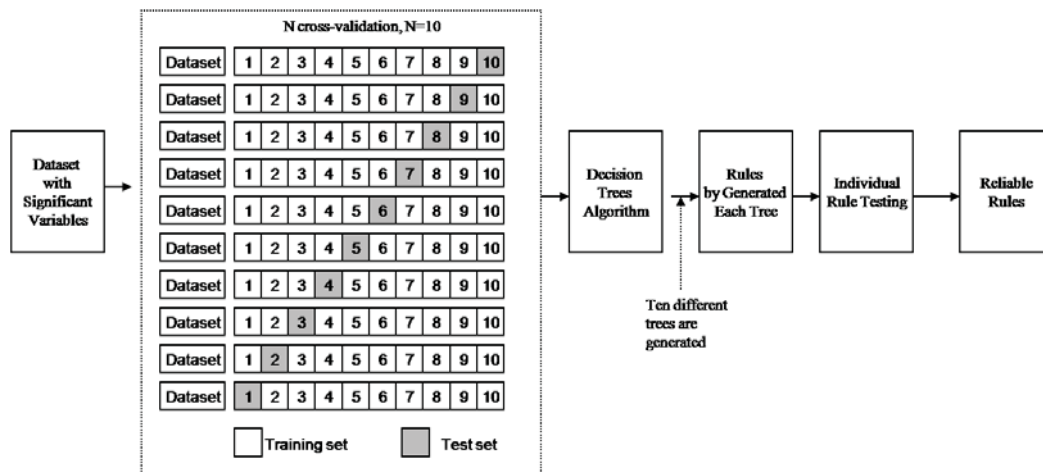 N cross-validation, N=10
Dataset 1 2 3 4 5 6 7 8 9 10
Dataset 1 2 3 4 5 6 7 8 9 10
Dataset 1 2 3 4 5 6 7 8 9 10
Dataset 1 2 3 4 5 6 7 8 9 10
Dataset 1 2 3 4 5 6 7 8 9 10
Dataset 1 2 3 4 5 6 7 8 9 10
Dataset 1 2 3 4 5 6 7 8 9 10
Dataset 1 2 3 4 5 6 7 8 9 10
Dataset 1 2 3 4 5 6 7 8 9 10
Dataset 1 2 3 4 5 6 7 8 9 10
Training set
Test set
Dataset
with
Significant
Variables
Decision
Trees
Algorithm
Rules
by Generated
Each Tree
Individual
Rule Testing
Reliable
Rules
Ten different
trees are
generated